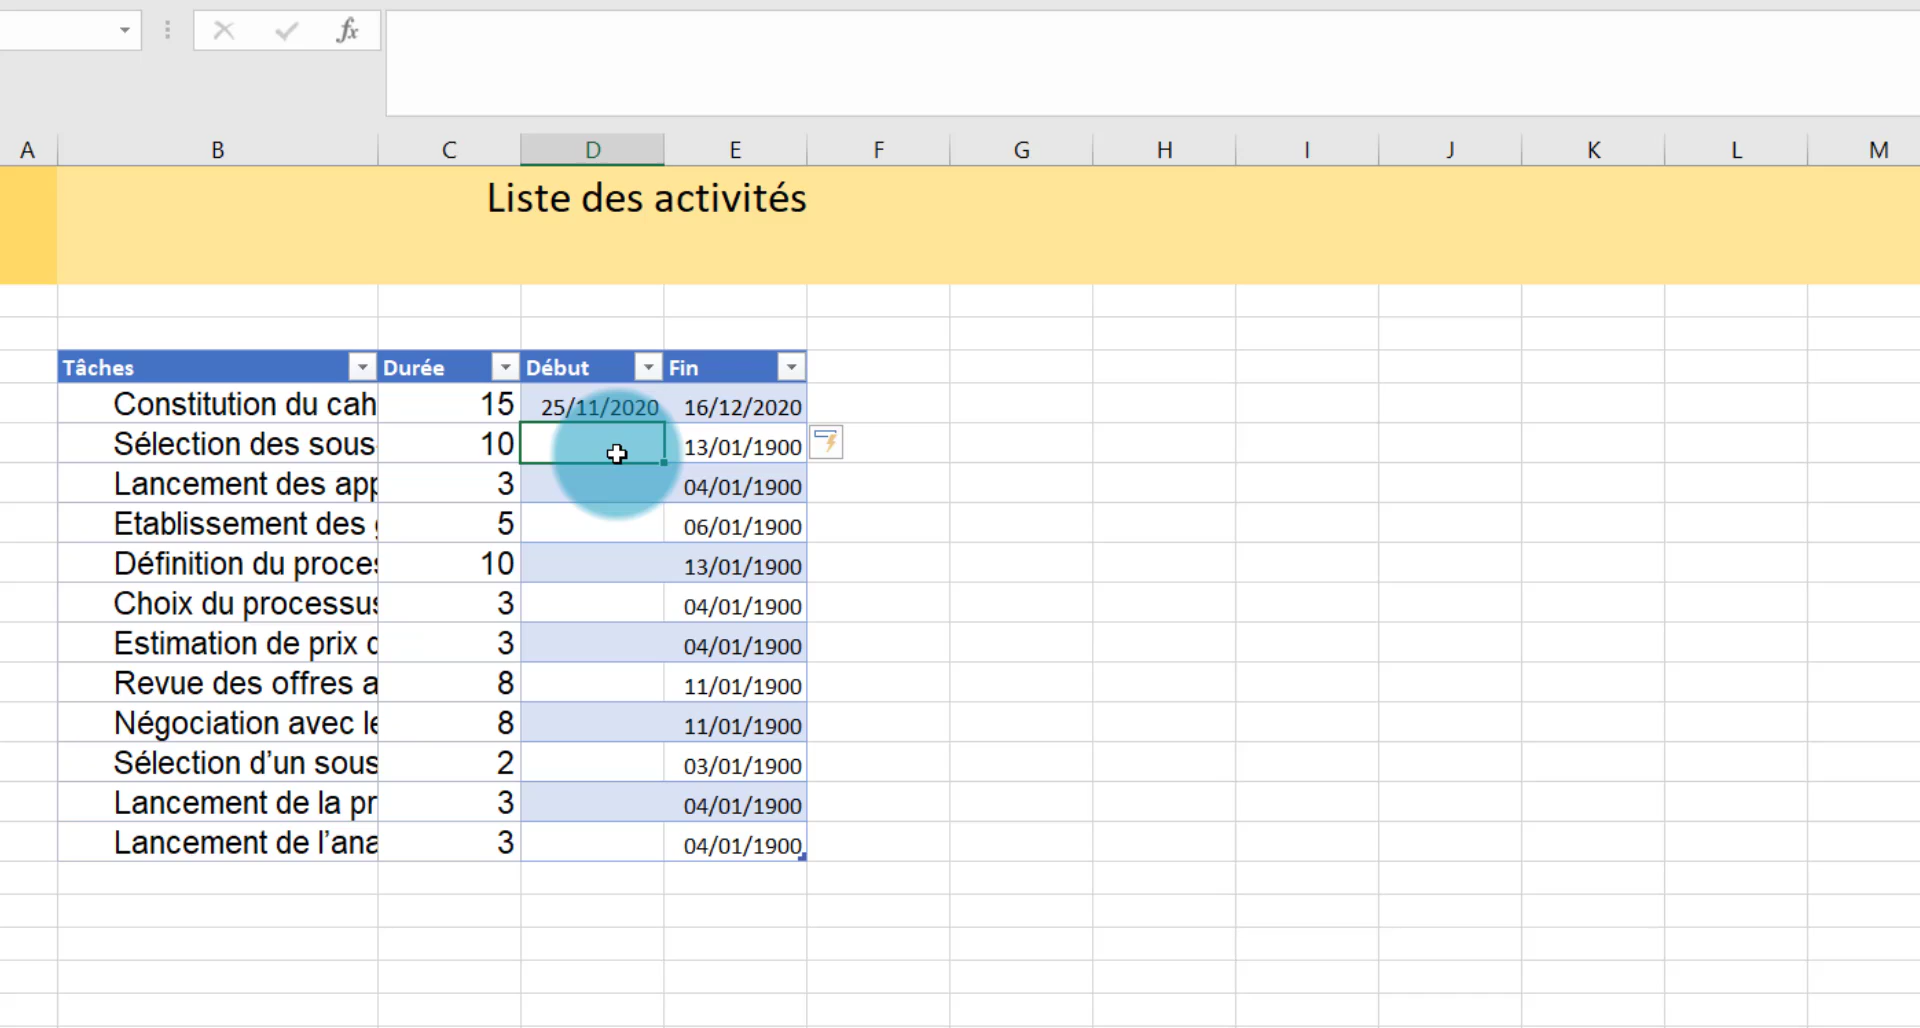 fx
A B C D E F G H I J K L M
Liste des activités
Tâches Durée Début Fin
Constitution du cah 15 25/11/2020 16/12/2020
Sélection des sous 10 13/01/1900
Lancement des app 3 04/01/1900
Etablissement des 5 06/01/1900
Définition du proces 10 13/01/1900
Choix du processus 3 04/01/1900
Estimation de prix d 3 04/01/1900
Revue des offres a 8 11/01/1900
Négociation avec le 8 11/01/1900
Sélection d’un sous 2 03/01/1900
Lancement de la pr 3 04/01/1900
Lancement de l’ana 3 04/01/1900